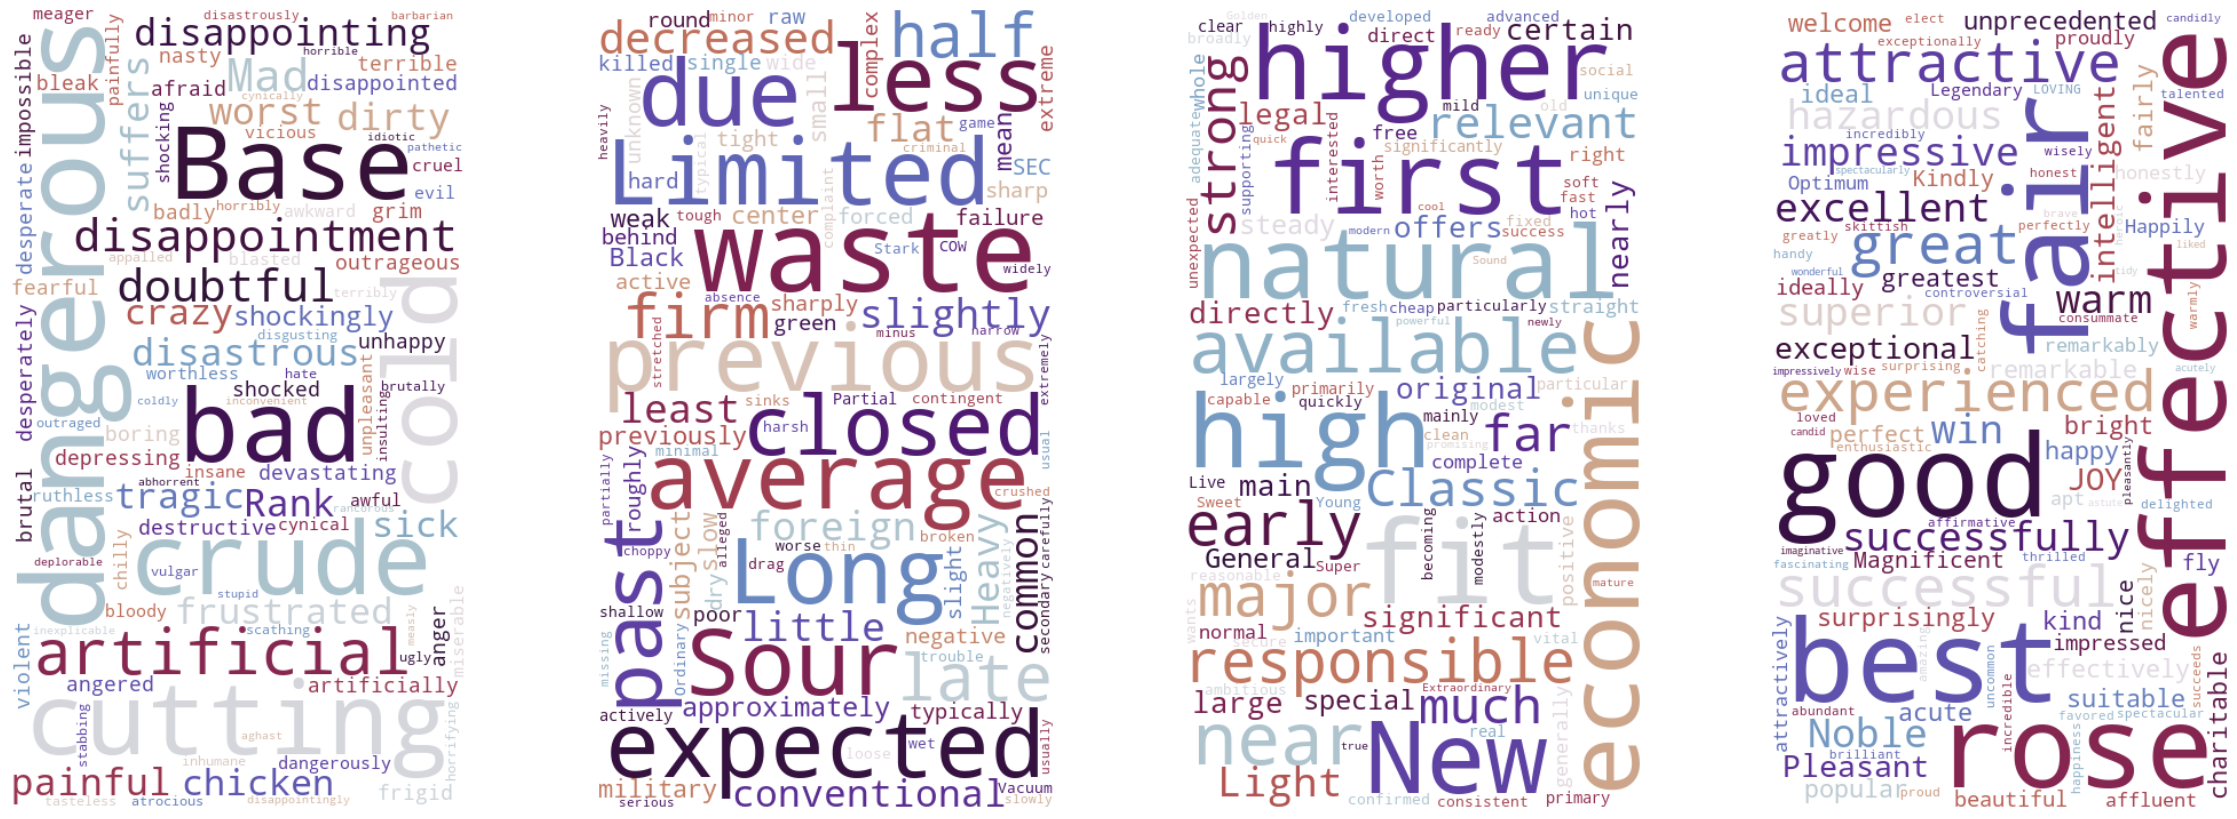 meager
disastrously
barbarian
disappointing
painfully
nasty
horrible
terrible
bleak
Mad
disappointed
afraid
cynically
impossible
dangerous
suffers
worst
dirty
vicious
shocking
idiotic
pathetic
Base
cruel
evil
desperate
badly
horribly
awkward
grim
disappointment
appalled
blasted
outrageous
fearful
doubtful
terribly
cold
crazy
shockingly
disgusting
unhappy
desperately
disastrous
worthless
hate
shocked
brutally
unpleasant
coldly
inconvenient
bad
insulting
outraged
boring
depressing
insane
devastating
abhorrent
brutal
ruthless
tragic
Rank
awful
rancorous
destructive
cynical
sick
crude
deplorable
chilly
vulgar
stupid
bloody
frustrated
inexplicable
scathing
measly
anger
miserable
violent
artificial
ugly
angered
artificially
cutting
stabbing
aghast
horrifying
inhumane
dangerously
painful
chicken
frigid
tasteless
atrocious
disappointingly
round
minor
raw
complex
half
decreased
less
extreme
killed
single
wide
small
due
heavily
unknown
flat
game
mean
tight
typical
criminal
Limited
SEC
hard
sharp
complaint
weak
tough
center
forced
failure
behind
Stark
cow
Black
waste
widely
active
absence
sharply
slightly
firm
green
minus
narrow
stretched
previous
extremely
least
sinks
Partial
contingent
closed
harsh
previously
minimal
usual
partially
roughly
average
crushed
past
choppy
subject
slow
alleged
foreign
broken
Heavy
common
carefully
worse
thin
drag
dry
Long
slight
negatively
secondary
shallow
poor
little
negative
Ordinary
missing
Sour
trouble
late
approximately
typically
actively
expected
loose
wet
usually
military
serious
conventional
Vacuum
slowly
Golden
clear
highly
developed
advanced
broadly
direct
ready
certain
higher
social
whole
strong
unique
adequate
legal
mild
old
relevant
free
quick
interested
significantly
supporting
worth
first
right
soft
fast
hot
cool
nearly
steady
modern
offers
fixed
success
unexpected
natural
Sound
directly
fresh
cheap
particularly
straight
powerful
newly
available
economic
largely
primarily
original
particular
capable
quickly
modest
mainly
high
clean
far
thanks
promising
complete
Live
main
Classic
Sweet
Young
early
fit
becoming
action
modestly
positive
General
Super
reasonable
mature
major
wants
significant
normal
important
secure
vital
responsible
ambitious
Extraordinary
large
special
much
generally
near
true
real
New
Light
confirmed
consistent
primary
welcome
elect
unprecedented
candidly
exceptionally
proudly
attractive
effective
ideal
Legendary
LOVING
talented
hazardous
fair
intelligent
fairly
incredibly
impressive
wisely
spectacularly
honest
Optimum
Kindly
honestly
excellent
brave
skittish
perfectly
heroic
Happily
greatly
great
liked
handy
wonderful
greatest
tidy
ideally
controversial
warm
warmly
superior
consummate
catching
exceptional
remarkably
impressively
wise
surprising
remarkable
acutely
experienced
loved
candid
perfect
win
bright
enthusiastic
happy
good
JOY
pleasantly
apt
astute
delighted
affirmative
successfully
imaginative
fascinating
Magnificent
thrilled
fly
successful
nice
nicely
surprisingly
kind
attractively
best
impressed
amazing
uncommon
effectively
succeeds
suitable
abundant
acute
favored
spectacular
charitable
Noble
incredible
brilliant
rose
happiness
Pleasant
popular
proud
beautiful
affluent